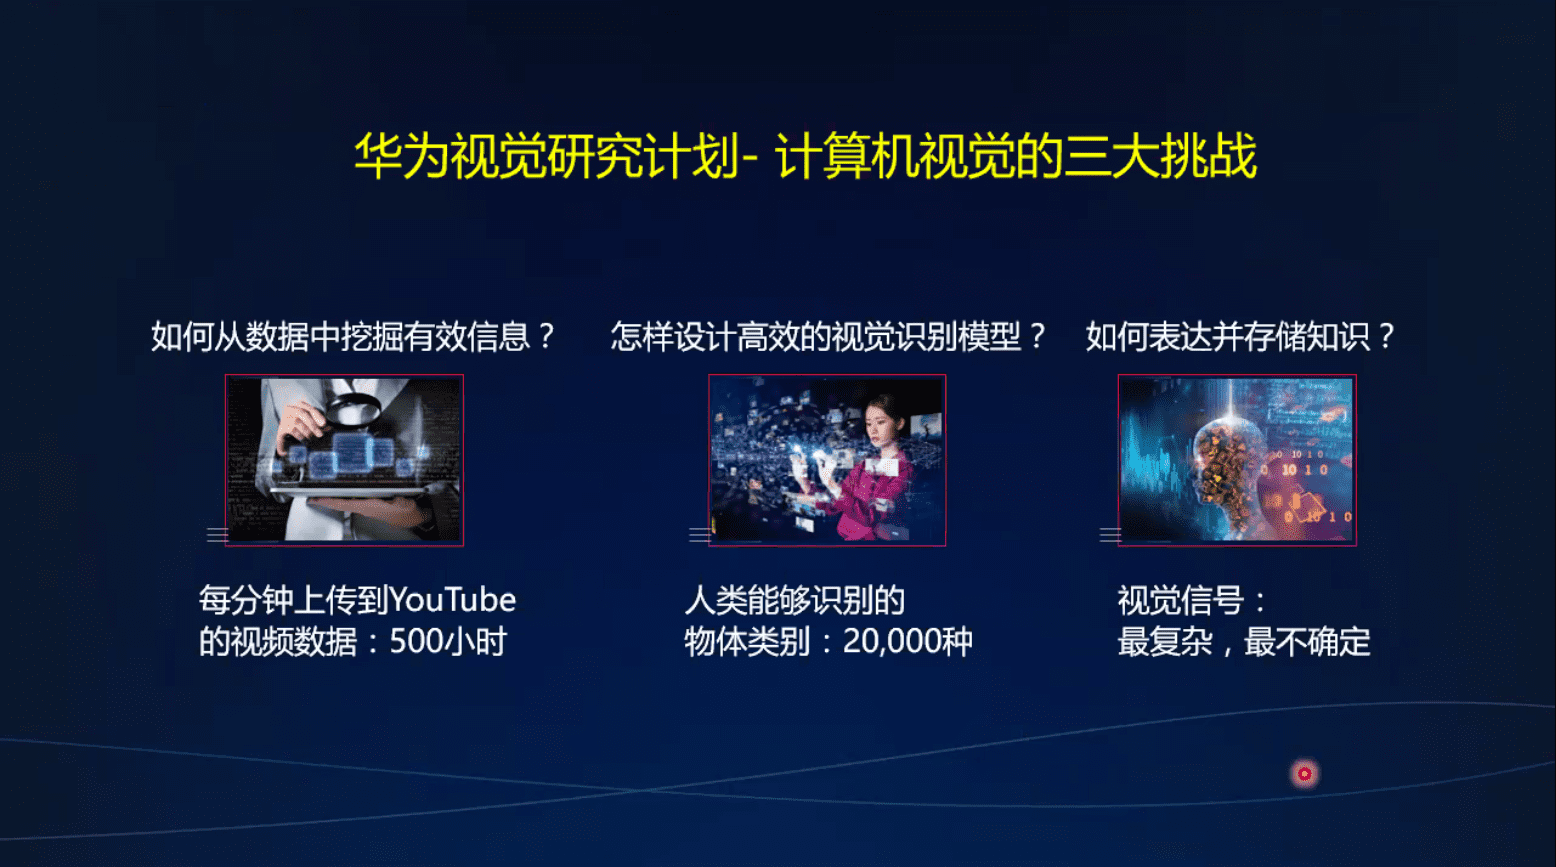 华为视觉研究计划- 计算机视觉的三大挑战
如何从数据中挖掘有效信息？
怎样设计高效的视觉识别模型？
如何表达并存储知识？
每分钟上传到YouTube
的视频数据：500小时
人类能够识别的
物体类别：20,000种
视觉信号：
最复杂，最不确定